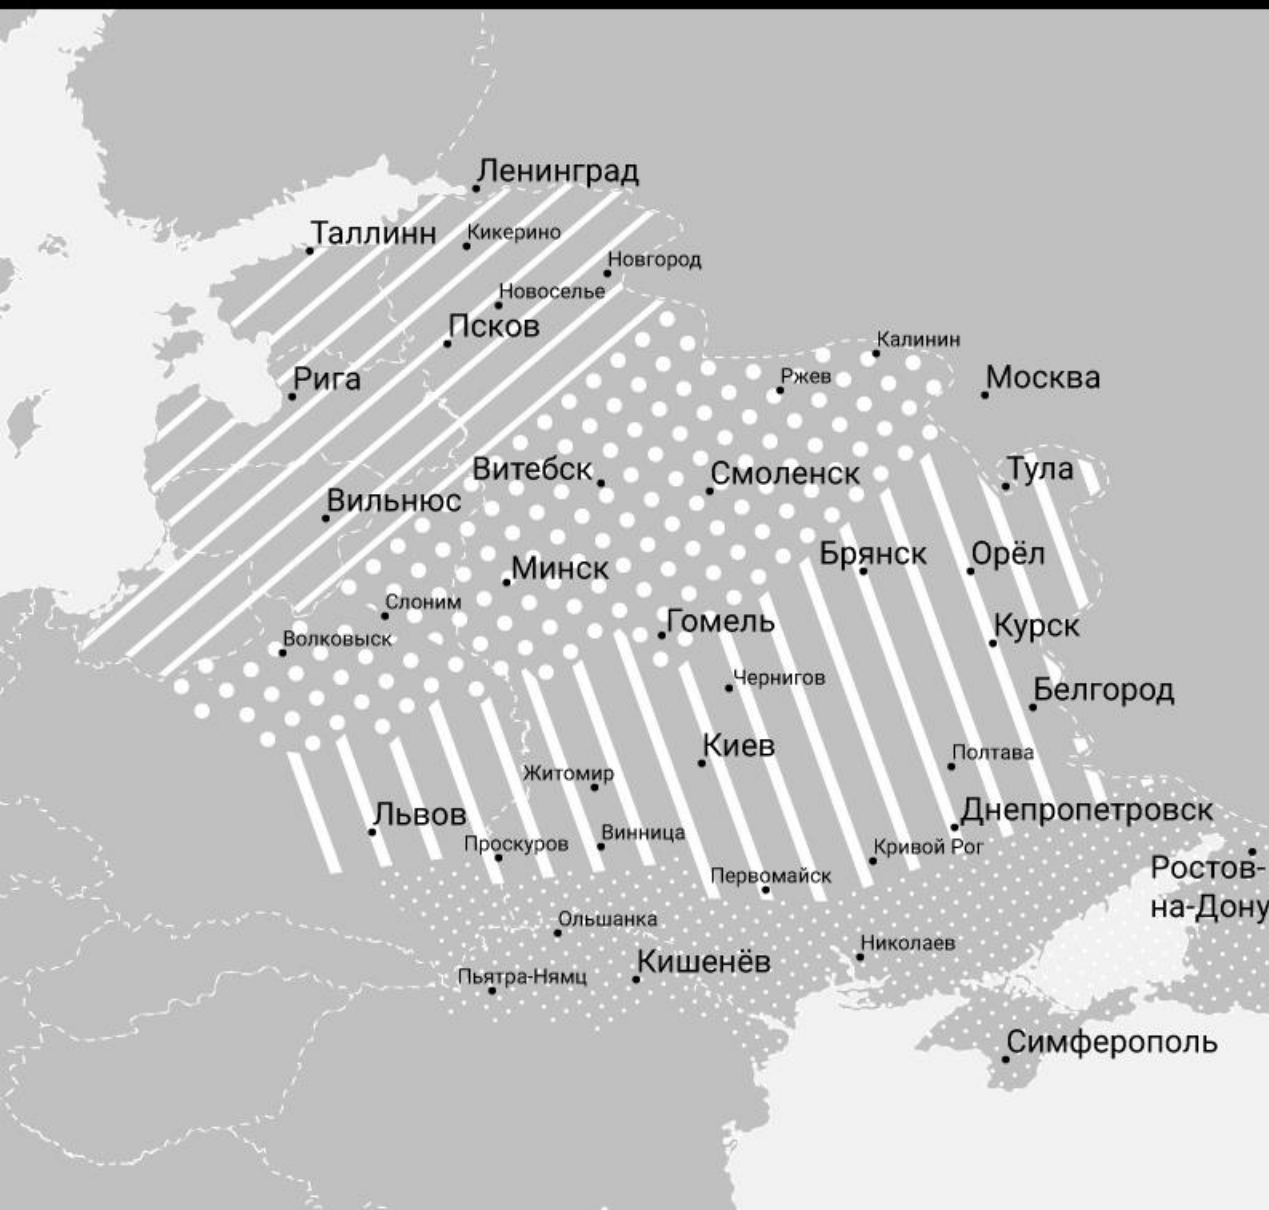 Ленинград
Таллинн
Кикерино
Новгород
Новоселье
Псков
Калинин
Рига
Ржев
Москва
Витебск
Смоленск
Тула
Вильнюс
Минск
Брянск
Орёл
Слоним
Гомель
Курск
Волковыск
Чернигов
Белгород
Киев
Полтава
Житомир
Львов
Днепропетровск
Проскуров
Винница
Кривой Рог
Первомайск
Ростов-
на-Дону
Ольшанка
Николаев
Кишенёв
Пьятра-Нямц
Симферополь